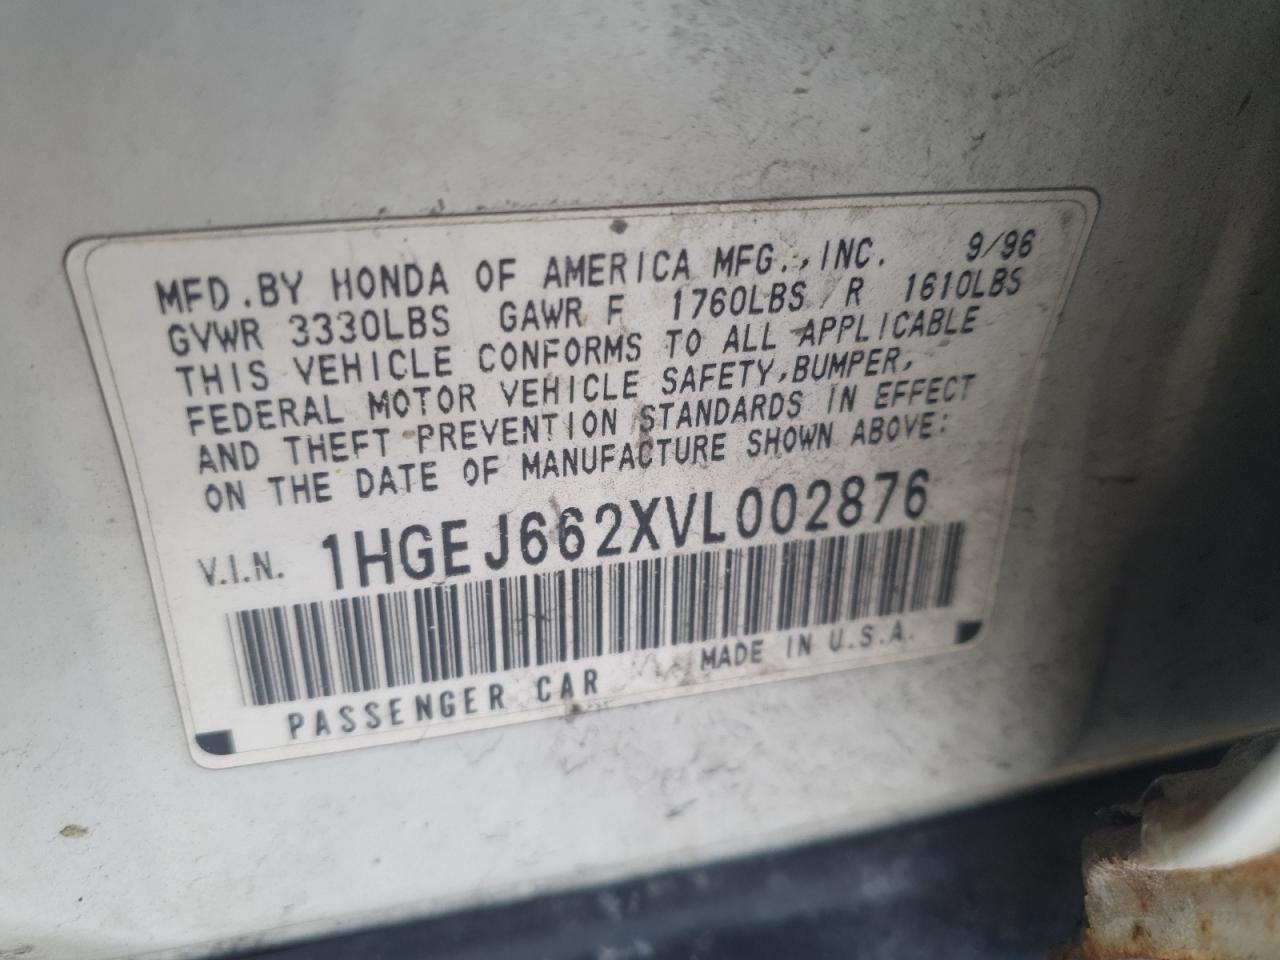 MFD.BY HONDA OF AMERICA MFG.,INC. 9/96
GVWR 3330LBS GAWR F 1760LBS R 1610LBS
THIS VEHICLE CONFORMS TO ALL APPLICABLE
FEDERAL MOTOR VEHICLE SAFETY,BUMPER,
AND THEFT PREVENTION STANDARDS IN EFFECT
ON THE DATE OF MANUFACTURE SHOWN ABOVE:
V.I.N. 1HGEJ662XVL002876
PASSENGER CAR MADE IN U.S.A.